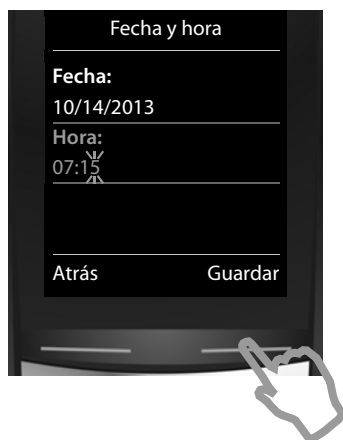 Fecha y hora
Fecha:
10/14/2013
Hora:
07:15
Atrás Guardar